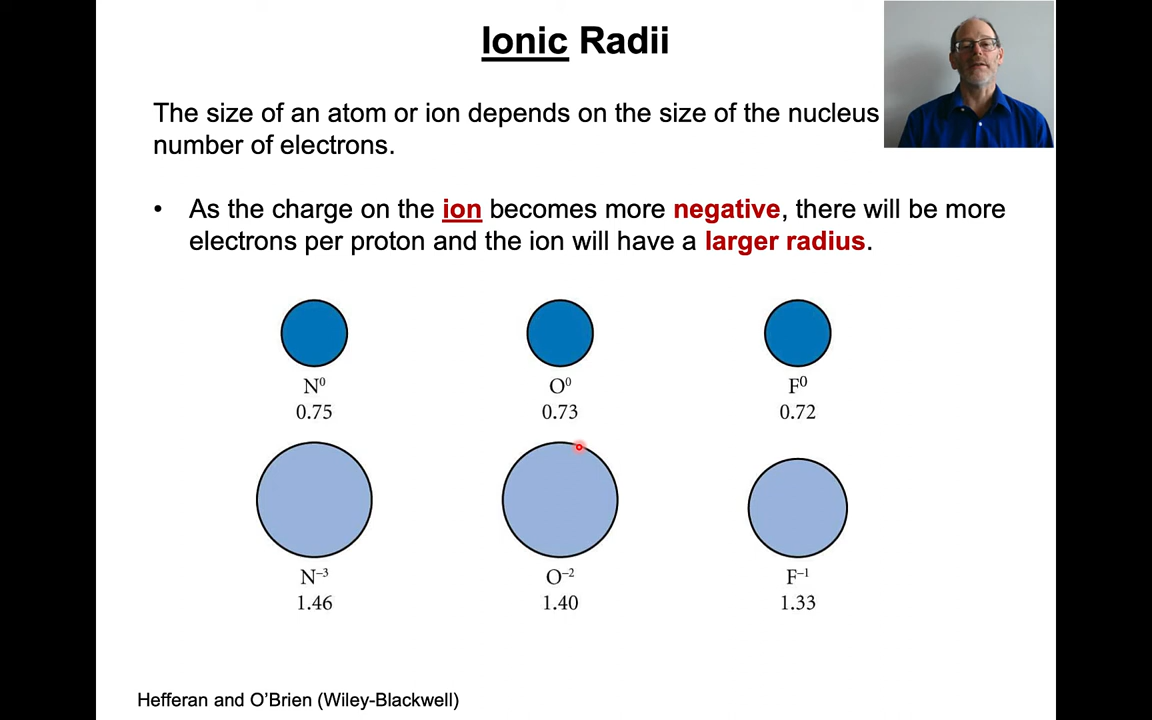 Ionic Radii
The size of an atom or ion depends on the size of the nucleus
number of electrons.
• As the charge on the ion becomes more negative, there will be more
electrons per proton and the ion will have a larger radius.
N⁰ O⁰ F⁰
0.75 0.73 0.72
N⁻³ O⁻² F⁻¹
1.46 1.40 1.33
Hefferan and O’Brien (Wiley-Blackwell)